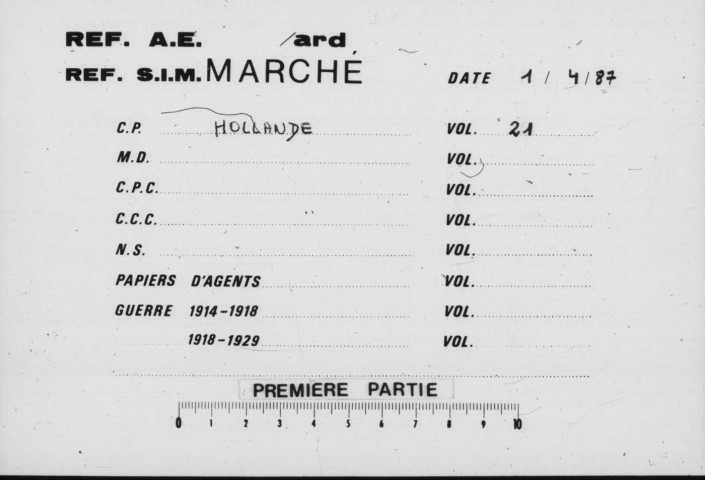 REF. A.E. /ard
REF. S.I.M. MARCHÉ DATE 1 / 4 / 87
C.P. HOLLANDE VOL. 21
M.D. VOL.
C.P.C. VOL.
C.C.C. VOL.
N.S. VOL.
PAPIERS D'AGENTS VOL.
GUERRE 1914-1918 VOL.
1918-1929 VOL.
PREMIERE PARTIE
0 1 2 3 4 5 6 7 8 9 10